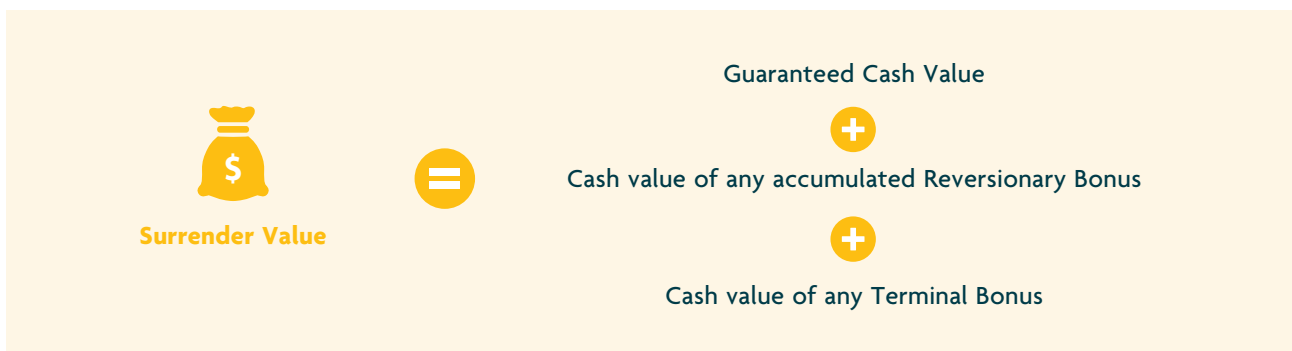 Guaranteed Cash Value
+
$
Cash value of any accumulated Reversionary Bonus
=
Surrender Value
+
Cash value of any Terminal Bonus